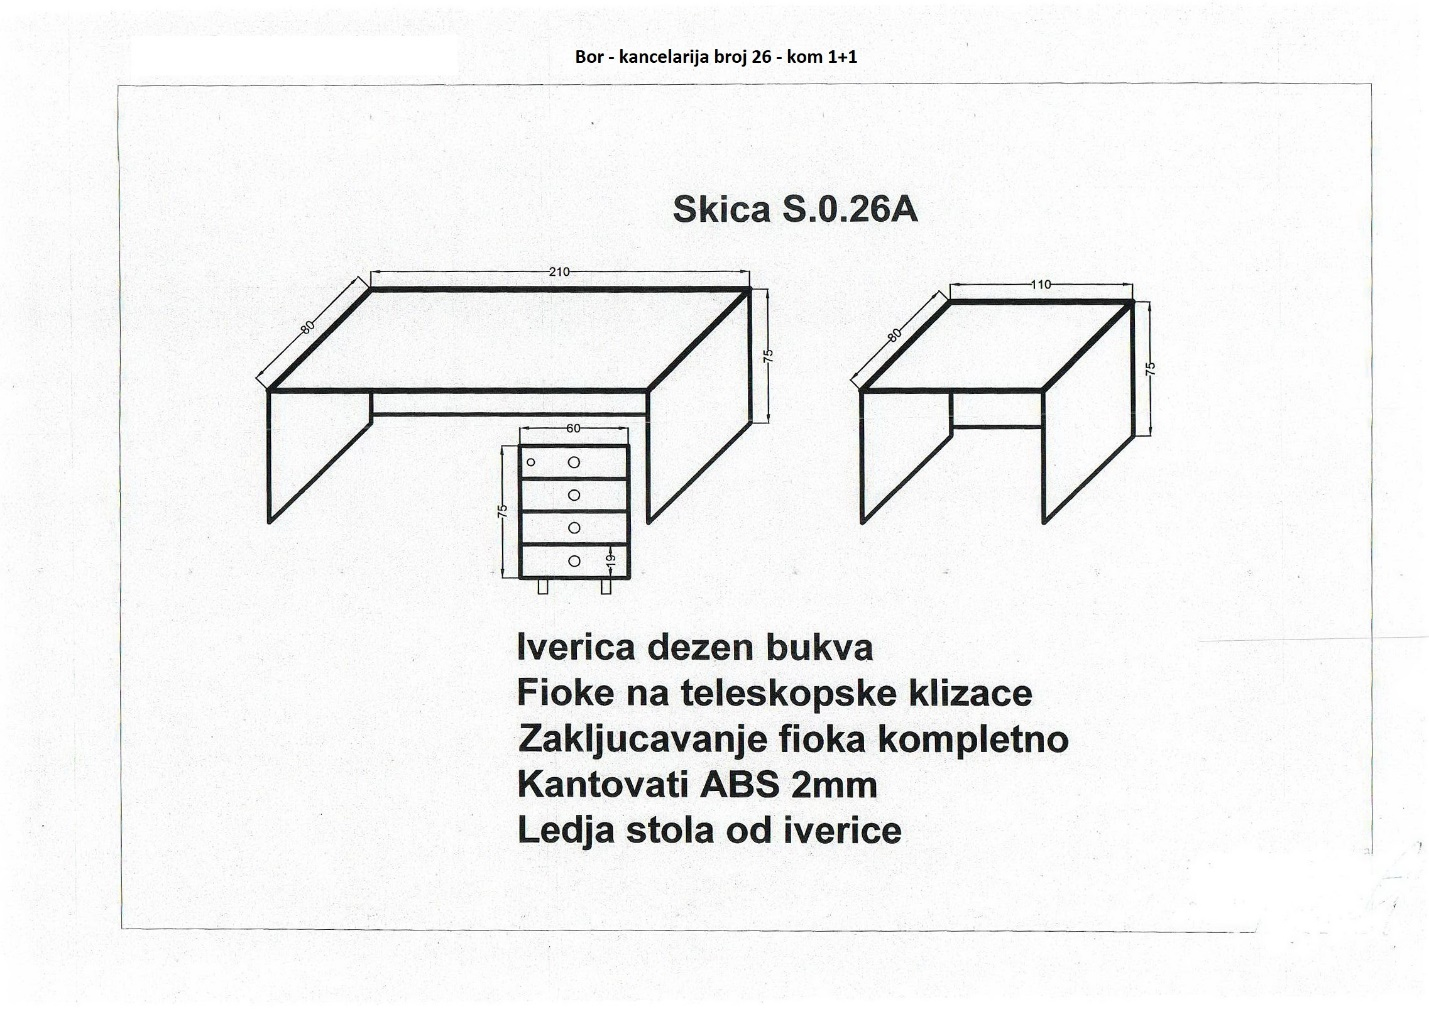 Bor - kancelarija broj 26 - kom 1+1
Skica S.0.26A
210
80
75
60
75
19
110
80
75
Iverica dezen bukva
Fioke na teleskopske klizace
Zakljucavanje fioka kompletno
Kantovati ABS 2mm
Ledja stola od iverice